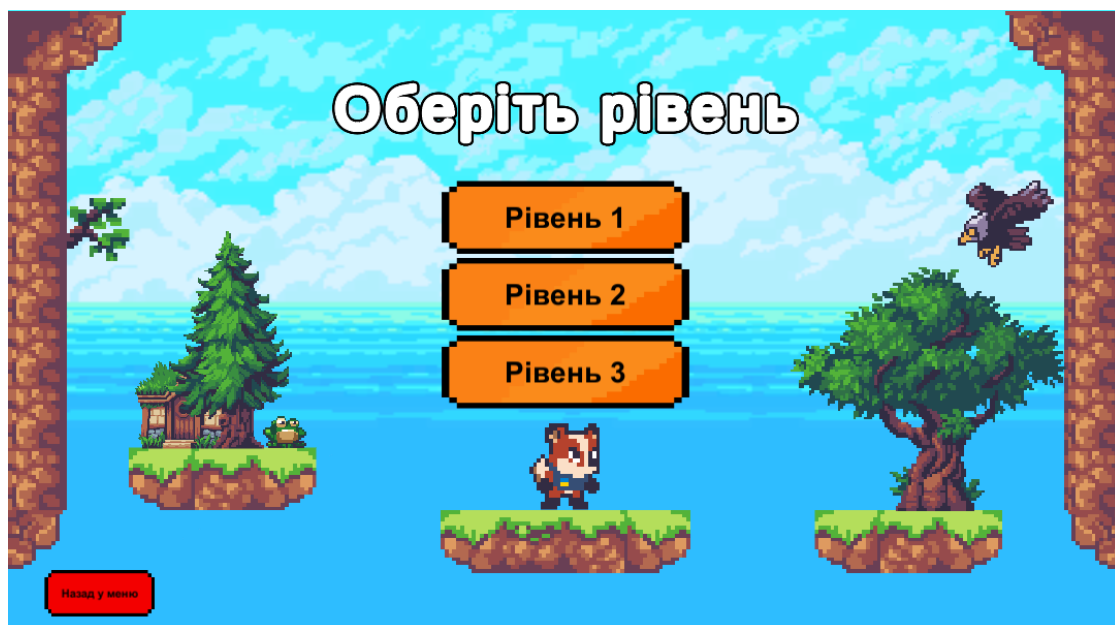 Оберіть рівень
Рівень 1
Рівень 2
Рівень 3
Назад у меню